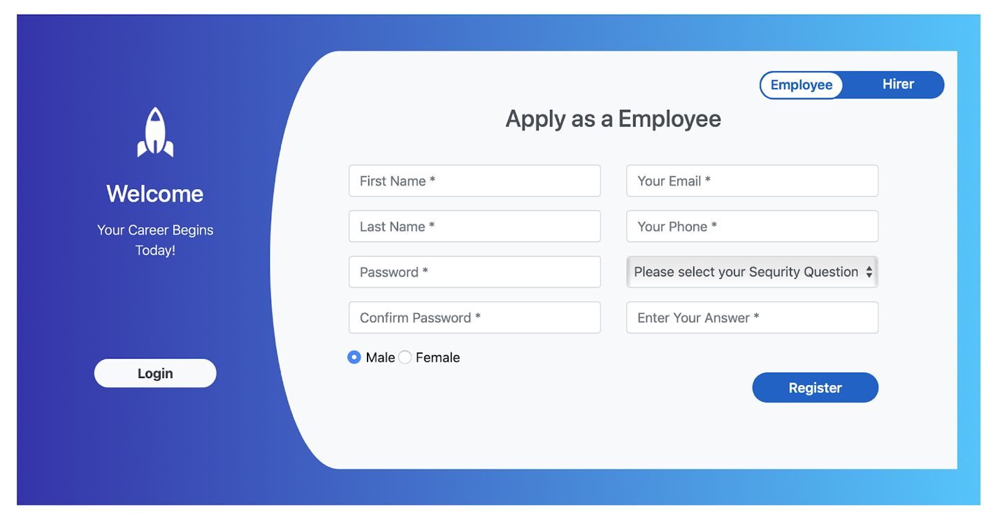 Welcome
Your Career Begins
Today!
Login
Employee
Hirer
Apply as a Employee
First Name *
Your Email *
Last Name *
Your Phone *
Password *
Please select your Sequrity Question
Confirm Password *
Enter Your Answer *
Male Female
Register